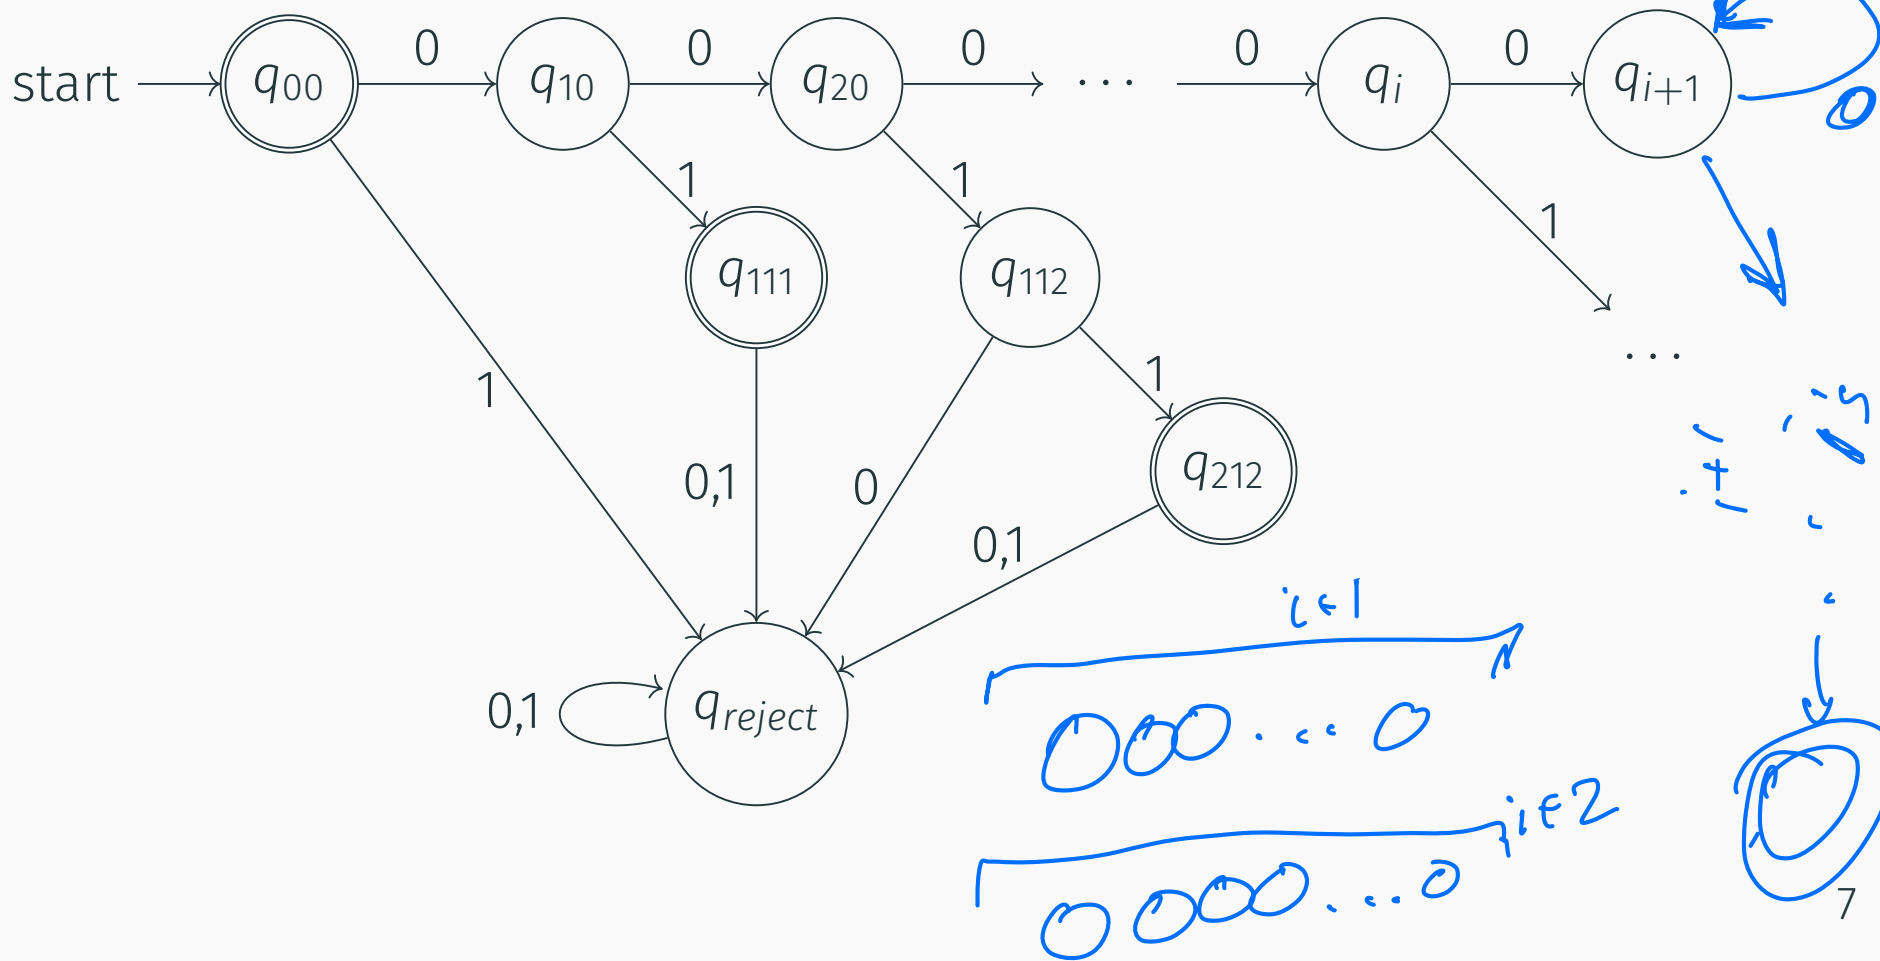 0 0 0 0 0
start q00 q10 q20 ... qi qi+1
0
1 1 1
q111 q112
...
1 1
0,1 0 q212
0,1
i+1
0,1 qreject 000...0
i+2
0000...0
7